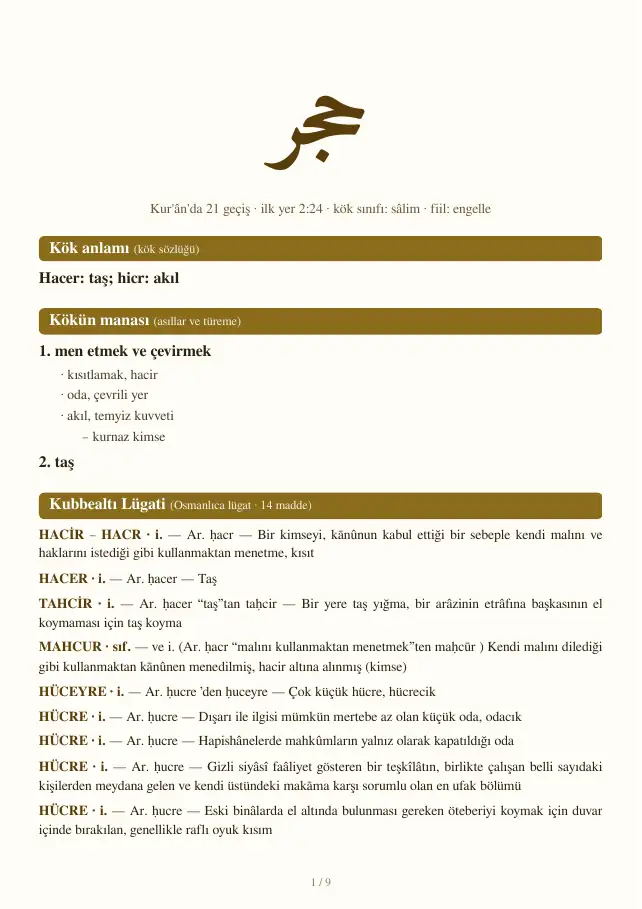 حجر
Kur'ân'da 21 geçiş · ilk yer 2:24 · kök sınıfı: sâlim · fiil: engelle
Kök anlamı (kök sözlüğü)
Hacer: taş; hicr: akıl
Kökün manası (asıllar ve türeme)
1. men etmek ve çevirmek
· kısıtlamak, hacir
· oda, çevrili yer
· akıl, temyiz kuvveti
– kurnaz kimse
2. taş
Kubbealtı Lügati (Osmanlıca lügat · 14 madde)
HACİR – HACR · i. — Ar. ḥacr — Bir kimseyi, kānûnun kabul ettiği bir sebeple kendi malını ve
haklarını istediği gibi kullanmaktan menetme, kısıt
HACER · i. — Ar. ḥacer — Taş
TAHCİR · i. — Ar. ḥacer “taş”tan taḥcir — Bir yere taş yığma, bir arâzinin etrâfına başkasının el
koymaması için taş koyma
MAHCUR · sıf. — ve i. (Ar. ḥacr “malını kullanmaktan menetmek”ten maḥcūr ) Kendi malını dilediği
gibi kullanmaktan kānûnen menedilmiş, hacir altına alınmış (kimse)
HÜCEYRE · i. — Ar. ḥucre 'den ḥuceyre — Çok küçük hücre, hücrecik
HÜCRE · i. — Ar. ḥucre — Dışarı ile ilgisi mümkün mertebe az olan küçük oda, odacık
HÜCRE · i. — Ar. ḥucre — Hapishânelerde mahkûmların yalnız olarak kapatıldığı oda
HÜCRE · i. — Ar. ḥucre — Gizli siyâsî faâliyet gösteren bir teşkîlâtın, birlikte çalışan belli sayıdaki
kişilerden meydana gelen ve kendi üstündeki makāma karşı sorumlu olan en ufak bölümü
HÜCRE · i. — Ar. ḥucre — Eski binâlarda el altında bulunması gereken öteberiyi koymak için duvar
içinde bırakılan, genellikle raflı oyuk kısım
1 / 9